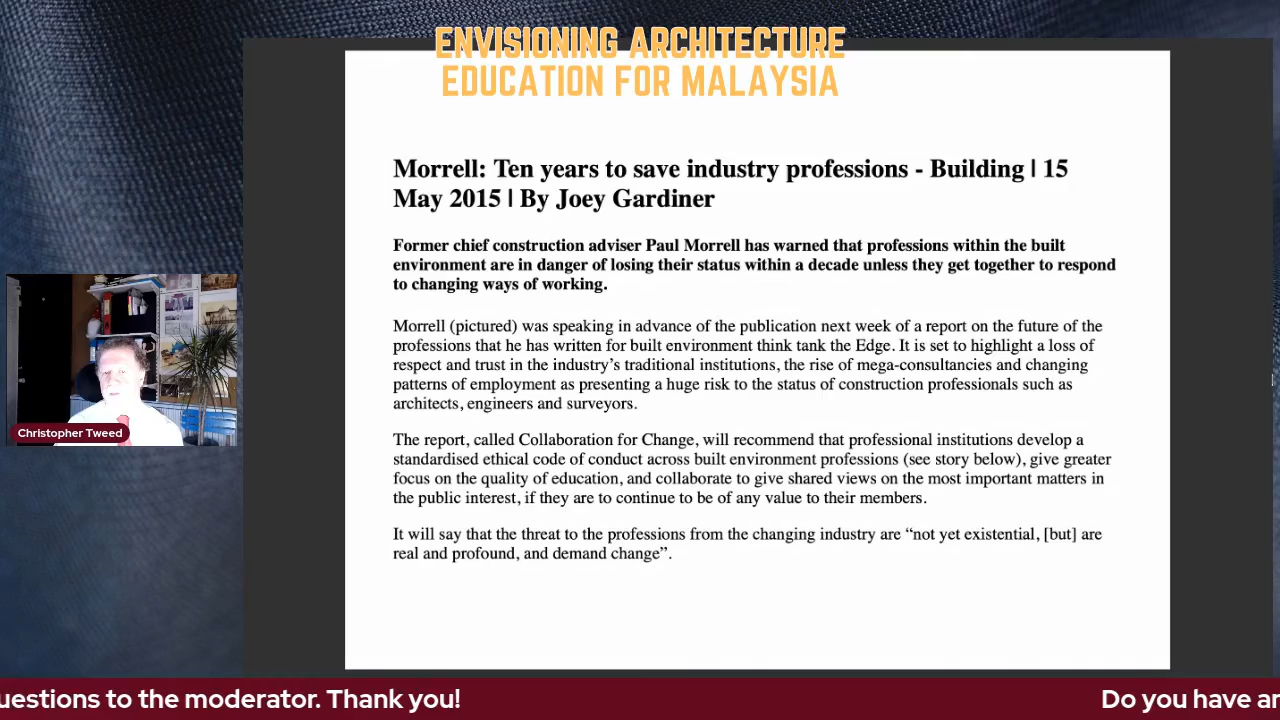 ENVISIONING ARCHITECTURE
EDUCATION FOR MALAYSIA
Morrell: Ten years to save industry professions - Building | 15
May 2015 | By Joey Gardiner
Former chief construction adviser Paul Morrell has warned that professions within the built
environment are in danger of losing their status within a decade unless they get together to respond
to changing ways of working.
Morrell (pictured) was speaking in advance of the publication next week of a report on the future of the
professions that he has written for built environment think tank the Edge. It is set to highlight a loss of
respect and trust in the industry’s traditional institutions, the rise of mega-consultancies and changing
patterns of employment as presenting a huge risk to the status of construction professionals such as
architects, engineers and surveyors.
The report, called Collaboration for Change, will recommend that professional institutions develop a
standardised ethical code of conduct across built environment professions (see story below), give greater
focus on the quality of education, and collaborate to give shared views on the most important matters in
the public interest, if they are to continue to be of any value to their members.
It will say that the threat to the professions from the changing industry are “not yet existential, [but] are
real and profound, and demand change”.
Christopher Tweed
uestions to the moderator. Thank you!
Do you have an